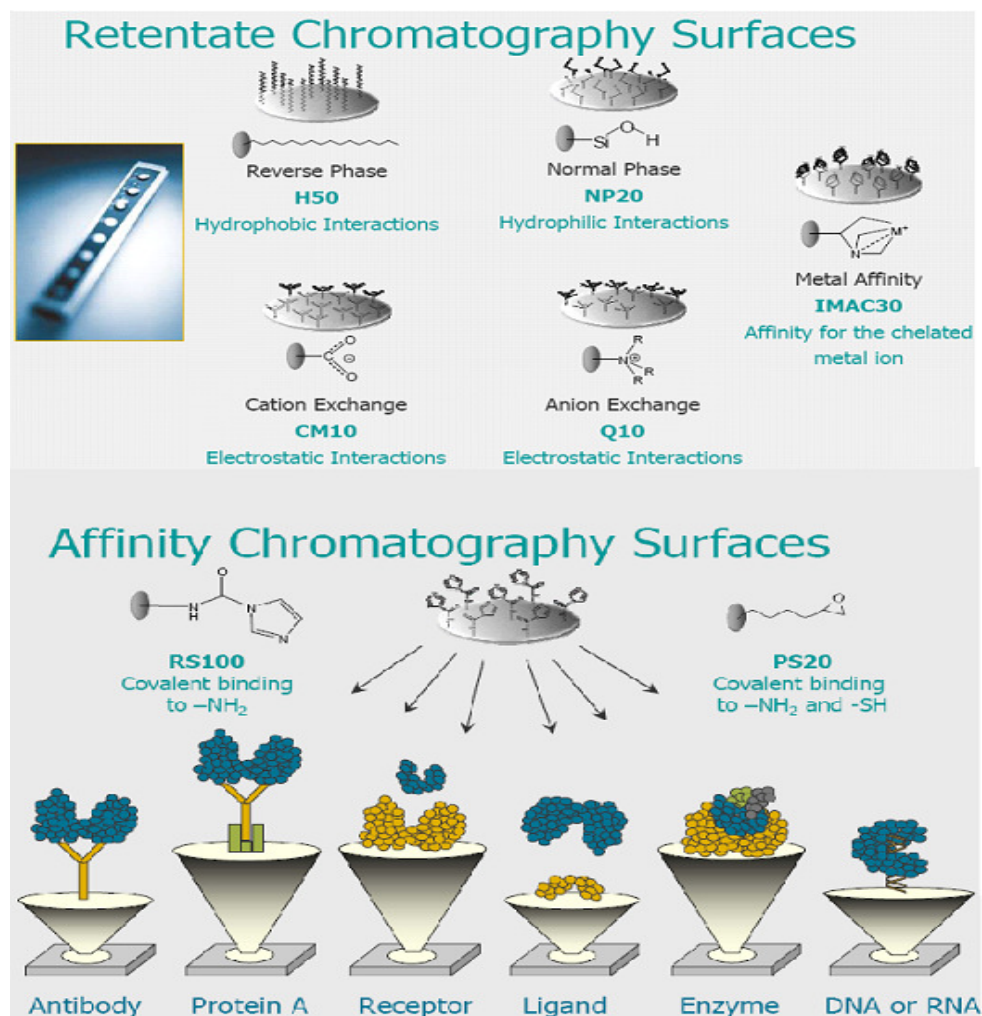 Retentate Chromatography Surfaces
Si
O
H
Reverse Phase
H50
Hydrophobic Interactions
Normal Phase
NP20
Hydrophilic Interactions
M+
N
Metal Affinity
IMAC30
Affinity for the chelated
metal ion
C
O
O
⊖
R
N⊕
R
R
Cation Exchange
CM10
Electrostatic Interactions
Anion Exchange
Q10
Electrostatic Interactions
Affinity Chromatography Surfaces
O
N
H
N
N
O
RS100
Covalent binding
to –NH₂
PS20
Covalent binding
to –NH₂ and -SH
Antibody
Protein A
Receptor
Ligand
Enzyme
DNA or RNA